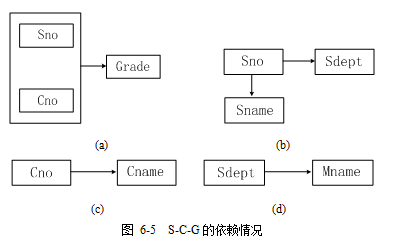 Sno
Cno
Grade
(a)
Sno
Sdept
Sname
(b)
Cno
Cname
(c)
Sdept
Mname
(d)
图 6-5 S-C-G的依赖情况